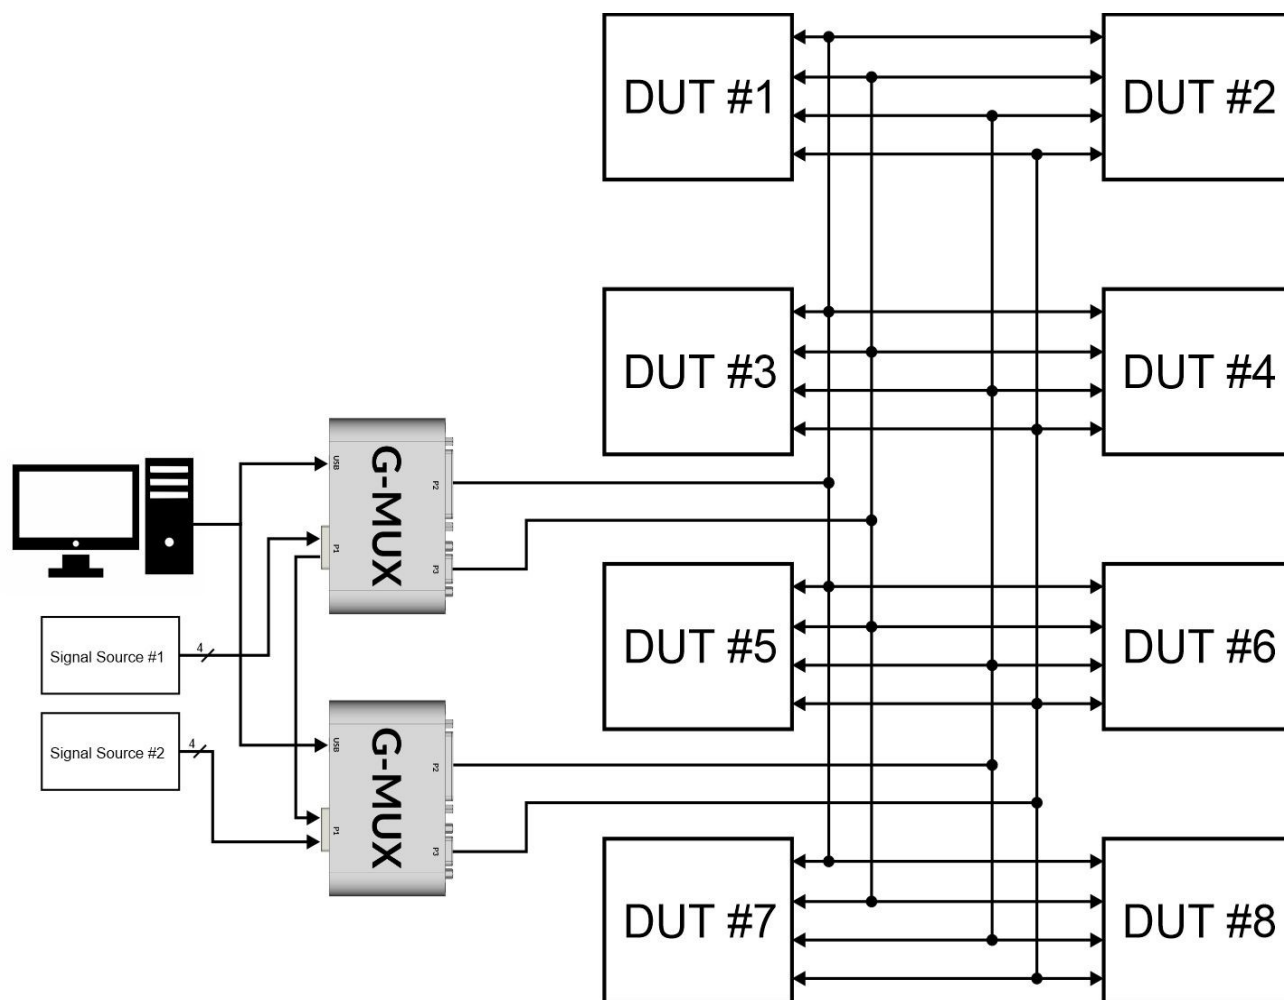 DUT #1
DUT #2
DUT #3
DUT #4
USB
G-MUX
P2
P1
P3
Signal Source #1
4
DUT #5
DUT #6
Signal Source #2
4
USB
G-MUX
P2
P1
P3
DUT #7
DUT #8